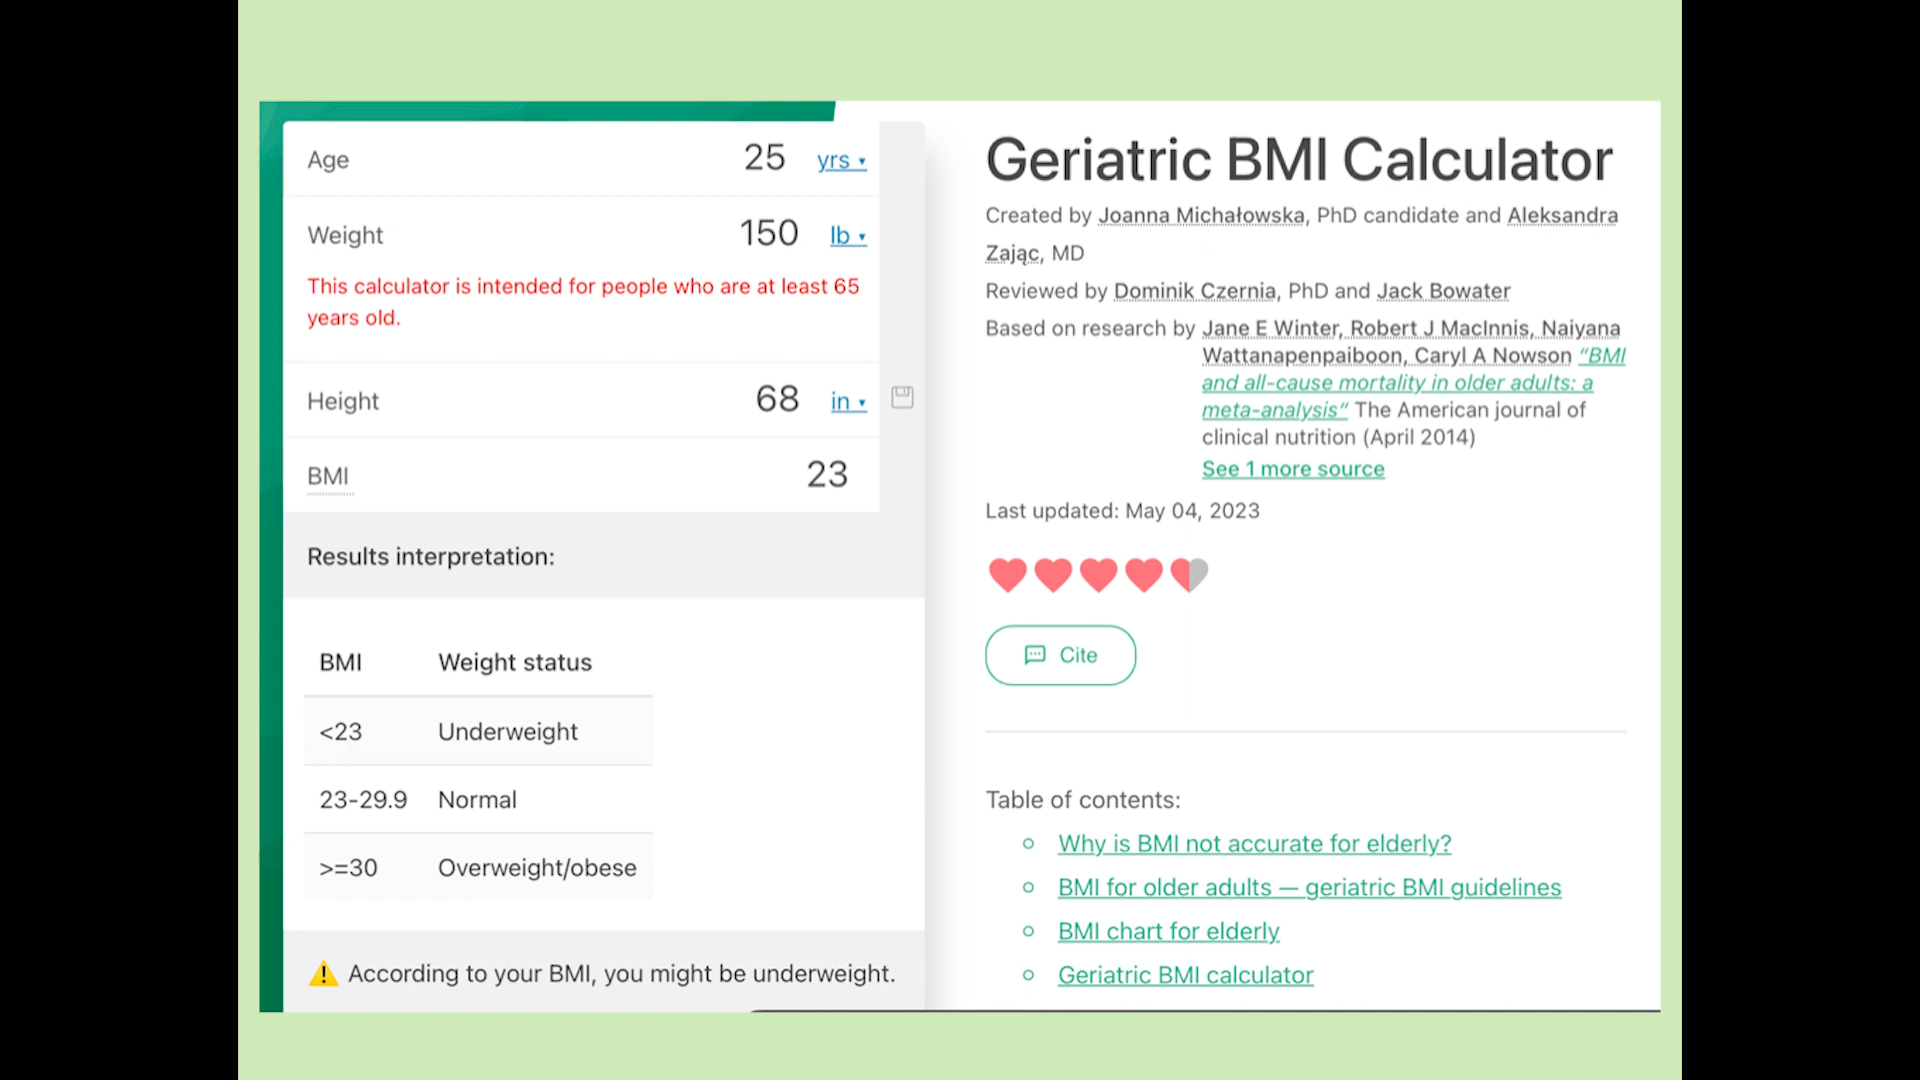 Age 25 yrs
Weight 150 lb
This calculator is intended for people who are at least 65
years old.
Height 68 in
BMI 23
Results interpretation:
BMI Weight status
<23 Underweight
23-29.9 Normal
>=30 Overweight/obese
According to your BMI, you might be underweight.
Geriatric BMI Calculator
Created by Joanna Michałowska, PhD candidate and Aleksandra
Zając, MD
Reviewed by Dominik Czernia, PhD and Jack Bowater
Based on research by Jane E Winter, Robert J MacInnis, Naiyana
Wattanapenpaiboon, Caryl A Nowson “BMI
and all-cause mortality in older adults: a
meta-analysis“ The American journal of
clinical nutrition (April 2014)
See 1 more source
Last updated: May 04, 2023
Cite
Table of contents:
Why is BMI not accurate for elderly?
BMI for older adults — geriatric BMI guidelines
BMI chart for elderly
Geriatric BMI calculator